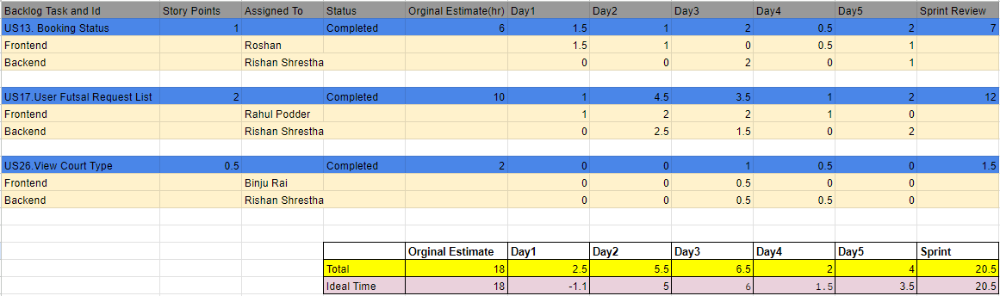 Backlog Task and Id Story Points Assigned To Status Orginal Estimate(hr) Day1 Day2 Day3 Day4 Day5 Sprint Review
US13. Booking Status 1 Completed 6 1.5 1 2 0.5 2 7
Frontend Roshan 1.5 1 0 0.5 1
Backend Rishan Shrestha 0 0 2 0 1
US17.User Futsal Request List 2 Completed 10 1 4.5 3.5 1 2 12
Frontend Rahul Podder 1 2 2 1 0
Backend Rishan Shrestha 0 2.5 1.5 0 2
US26.View Court Type 0.5 Completed 2 0 0 1 0.5 0 1.5
Frontend Binju Rai 0 0 0.5 0 0
Backend Rishan Shrestha 0 0 0.5 0.5 0
Orginal Estimate Day1 Day2 Day3 Day4 Day5 Sprint
Total 18 2.5 5.5 6.5 2 4 20.5
Ideal Time 18 -1.1 5 6 1.5 3.5 20.5